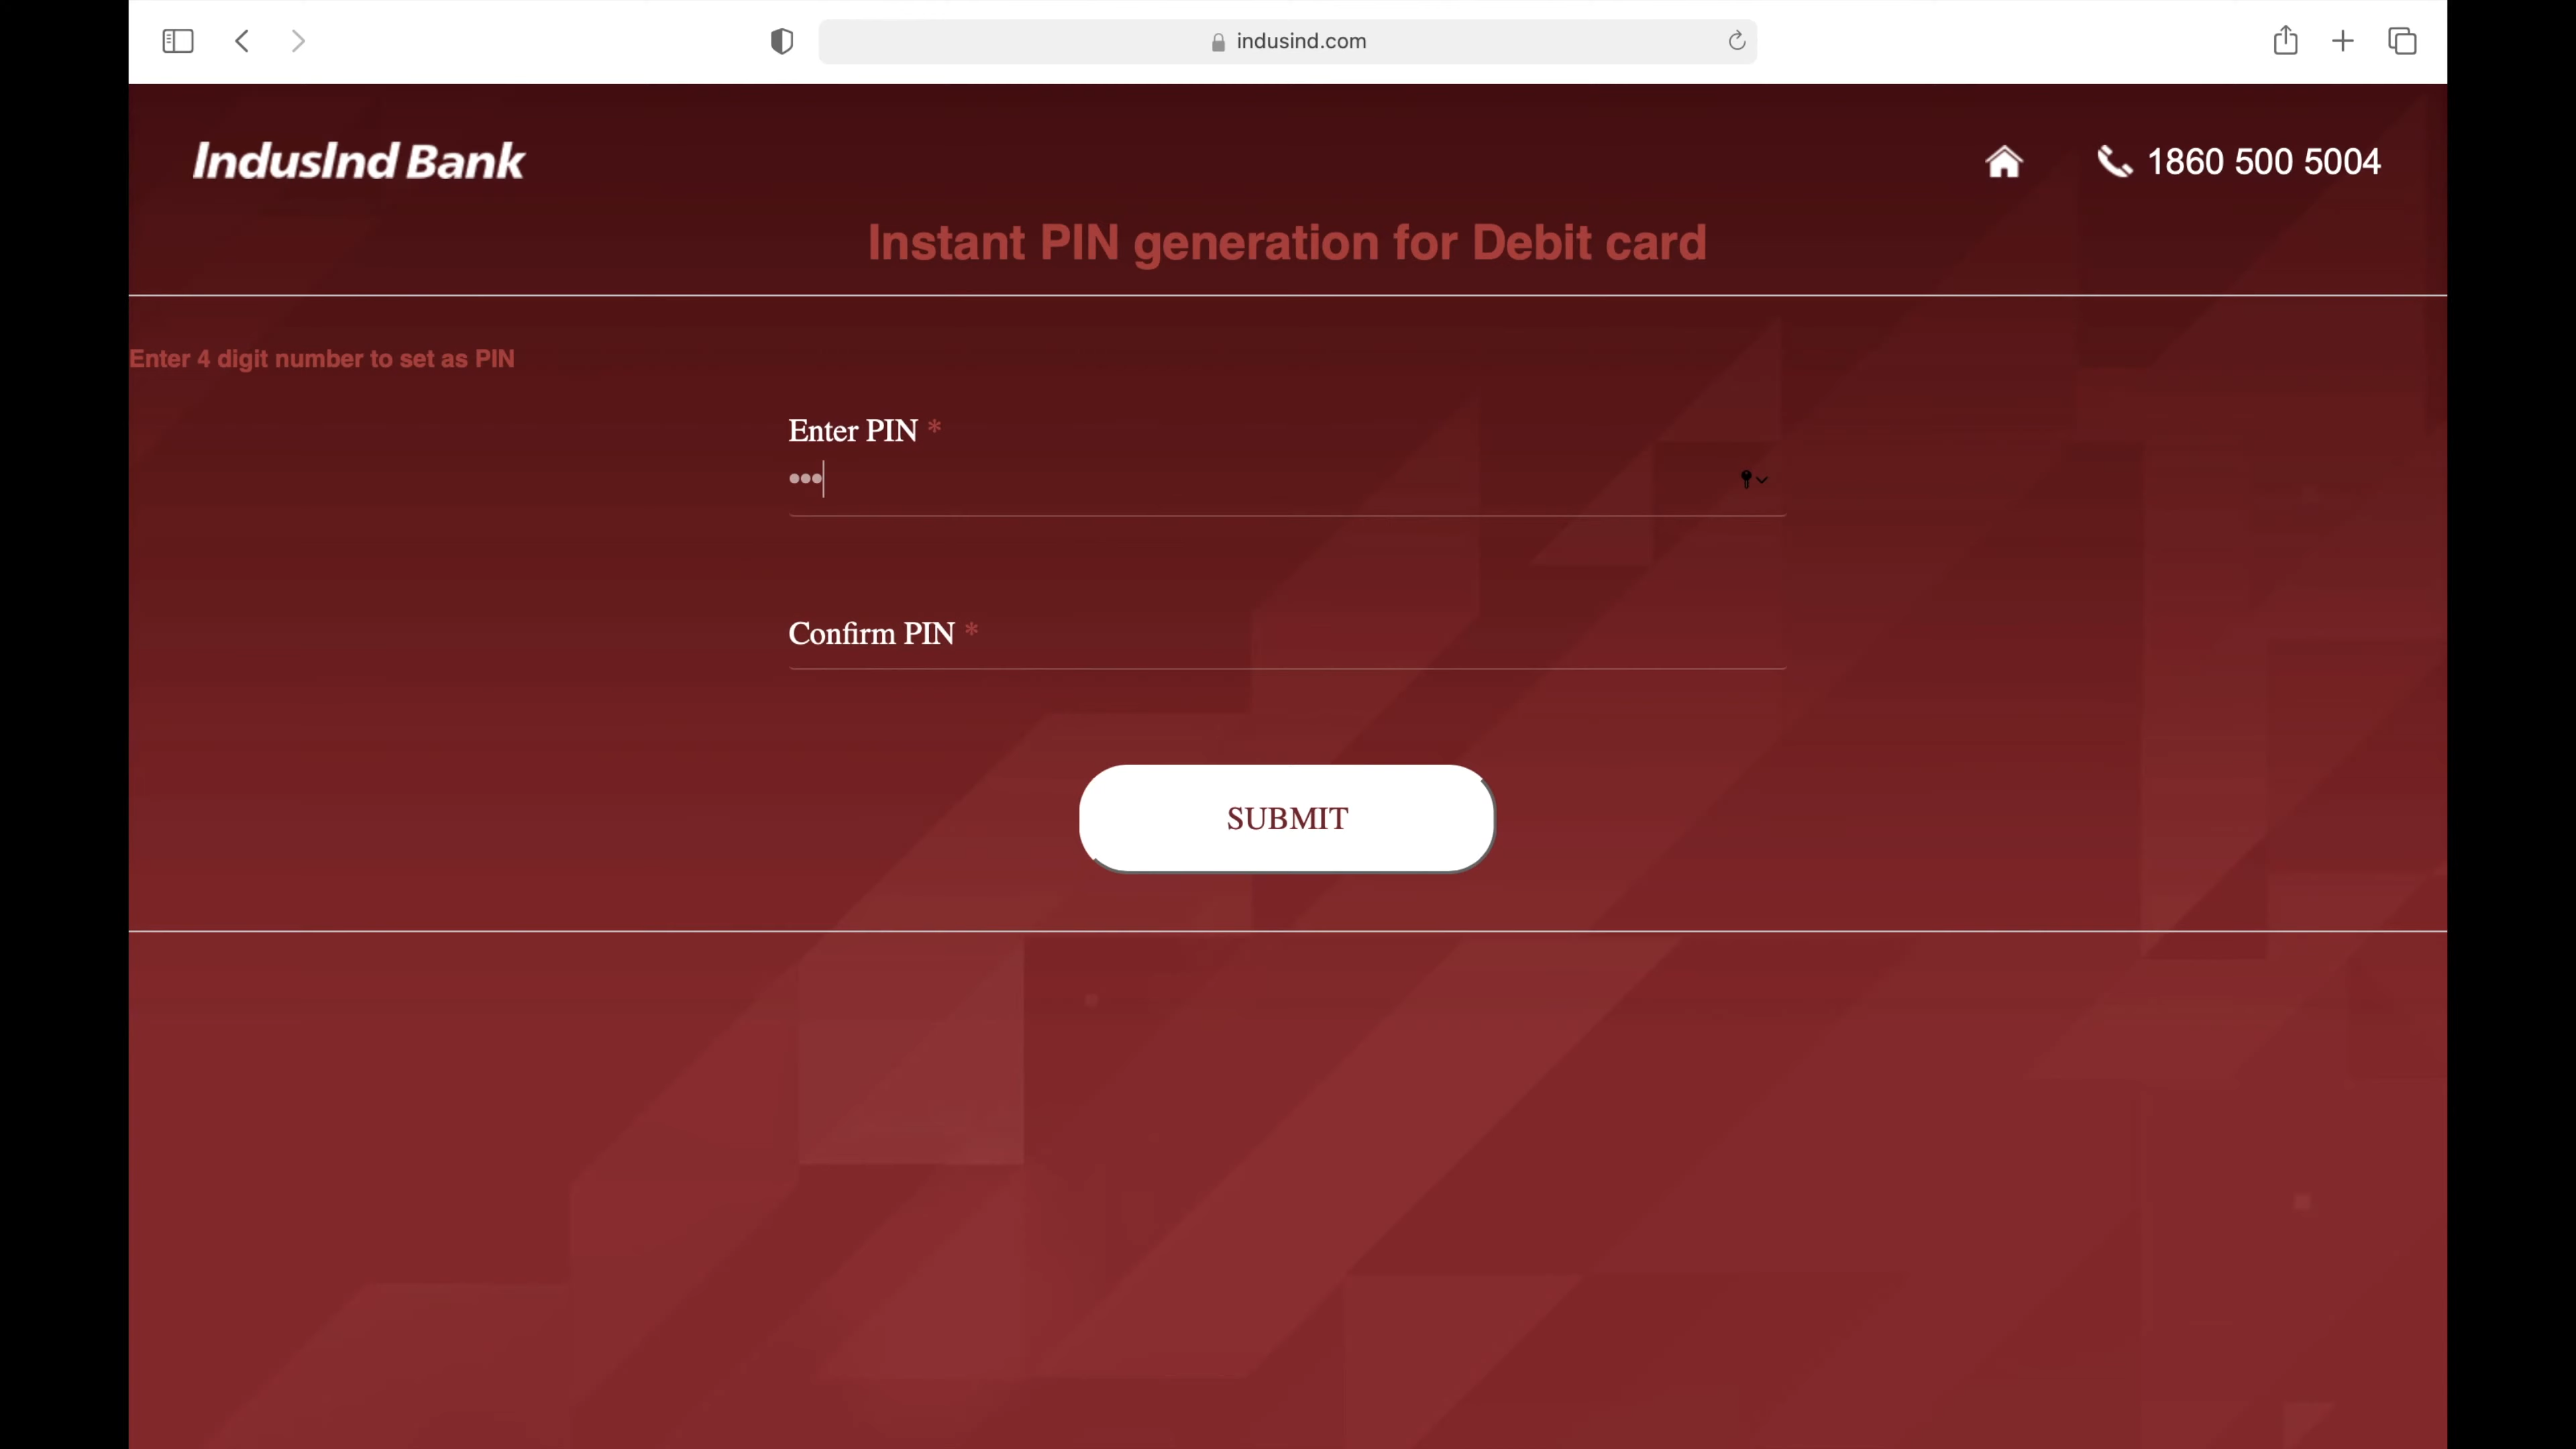 indusind.com
IndusInd Bank
1860 500 5004
Instant PIN generation for Debit card
Enter 4 digit number to set as PIN
Enter PIN *
•••
Confirm PIN *
SUBMIT